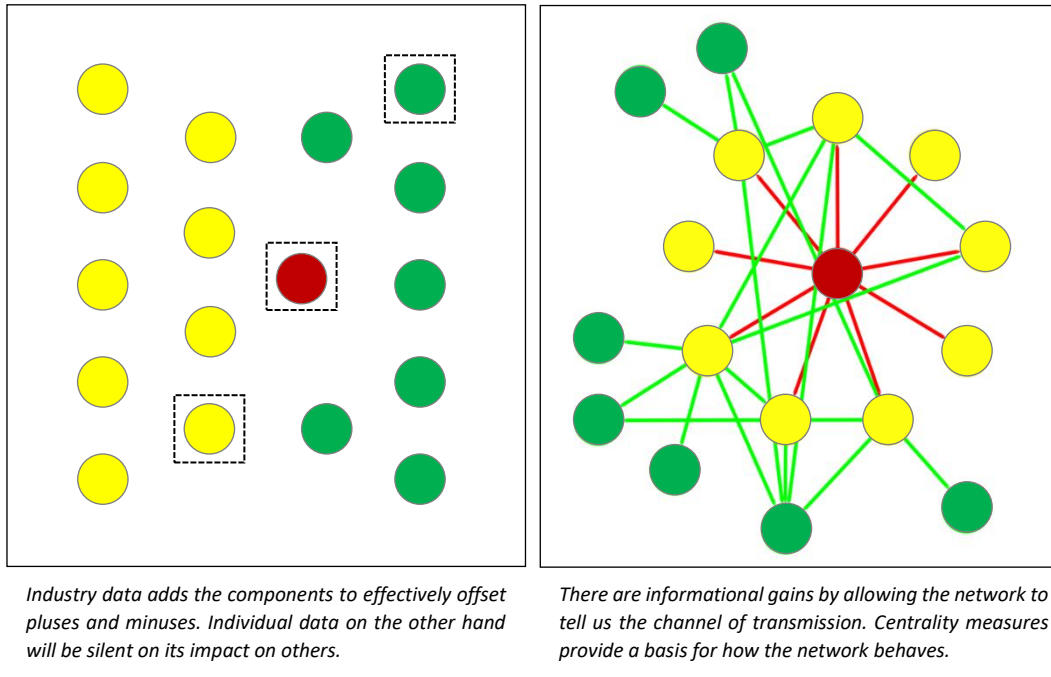 Industry data adds the components to effectively offset
pluses and minuses. Individual data on the other hand
will be silent on its impact on others.
There are informational gains by allowing the network to
tell us the channel of transmission. Centrality measures
provide a basis for how the network behaves.